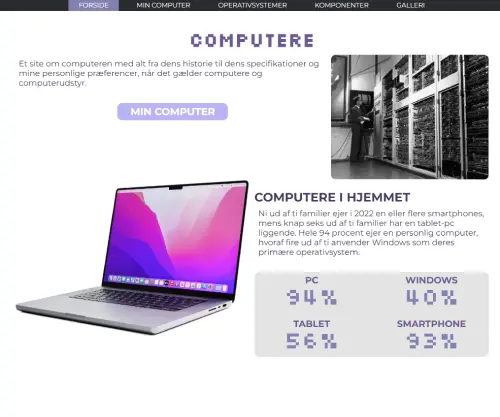 FORSIDE MIN COMPUTER OPERATIVSYSTEMER KOMPONENTER GALLERI
COMPUTERE
Et site om computeren med alt fra dens historie til dens specifikationer og
mine personlige præferencer, når det gælder computere og
computerudstyr.
MIN COMPUTER
COMPUTERE I HJEMMET
Ni ud af ti familier ejer i 2022 en eller flere smartphones,
mens knap seks ud af ti familier har en tablet-pc
liggende. Hele 94 procent ejer en personlig computer,
hvoraf fire ud af ti anvender Windows som deres
primære operativsystem.
PC WINDOWS
94% 40%
TABLET SMARTPHONE
56% 93%